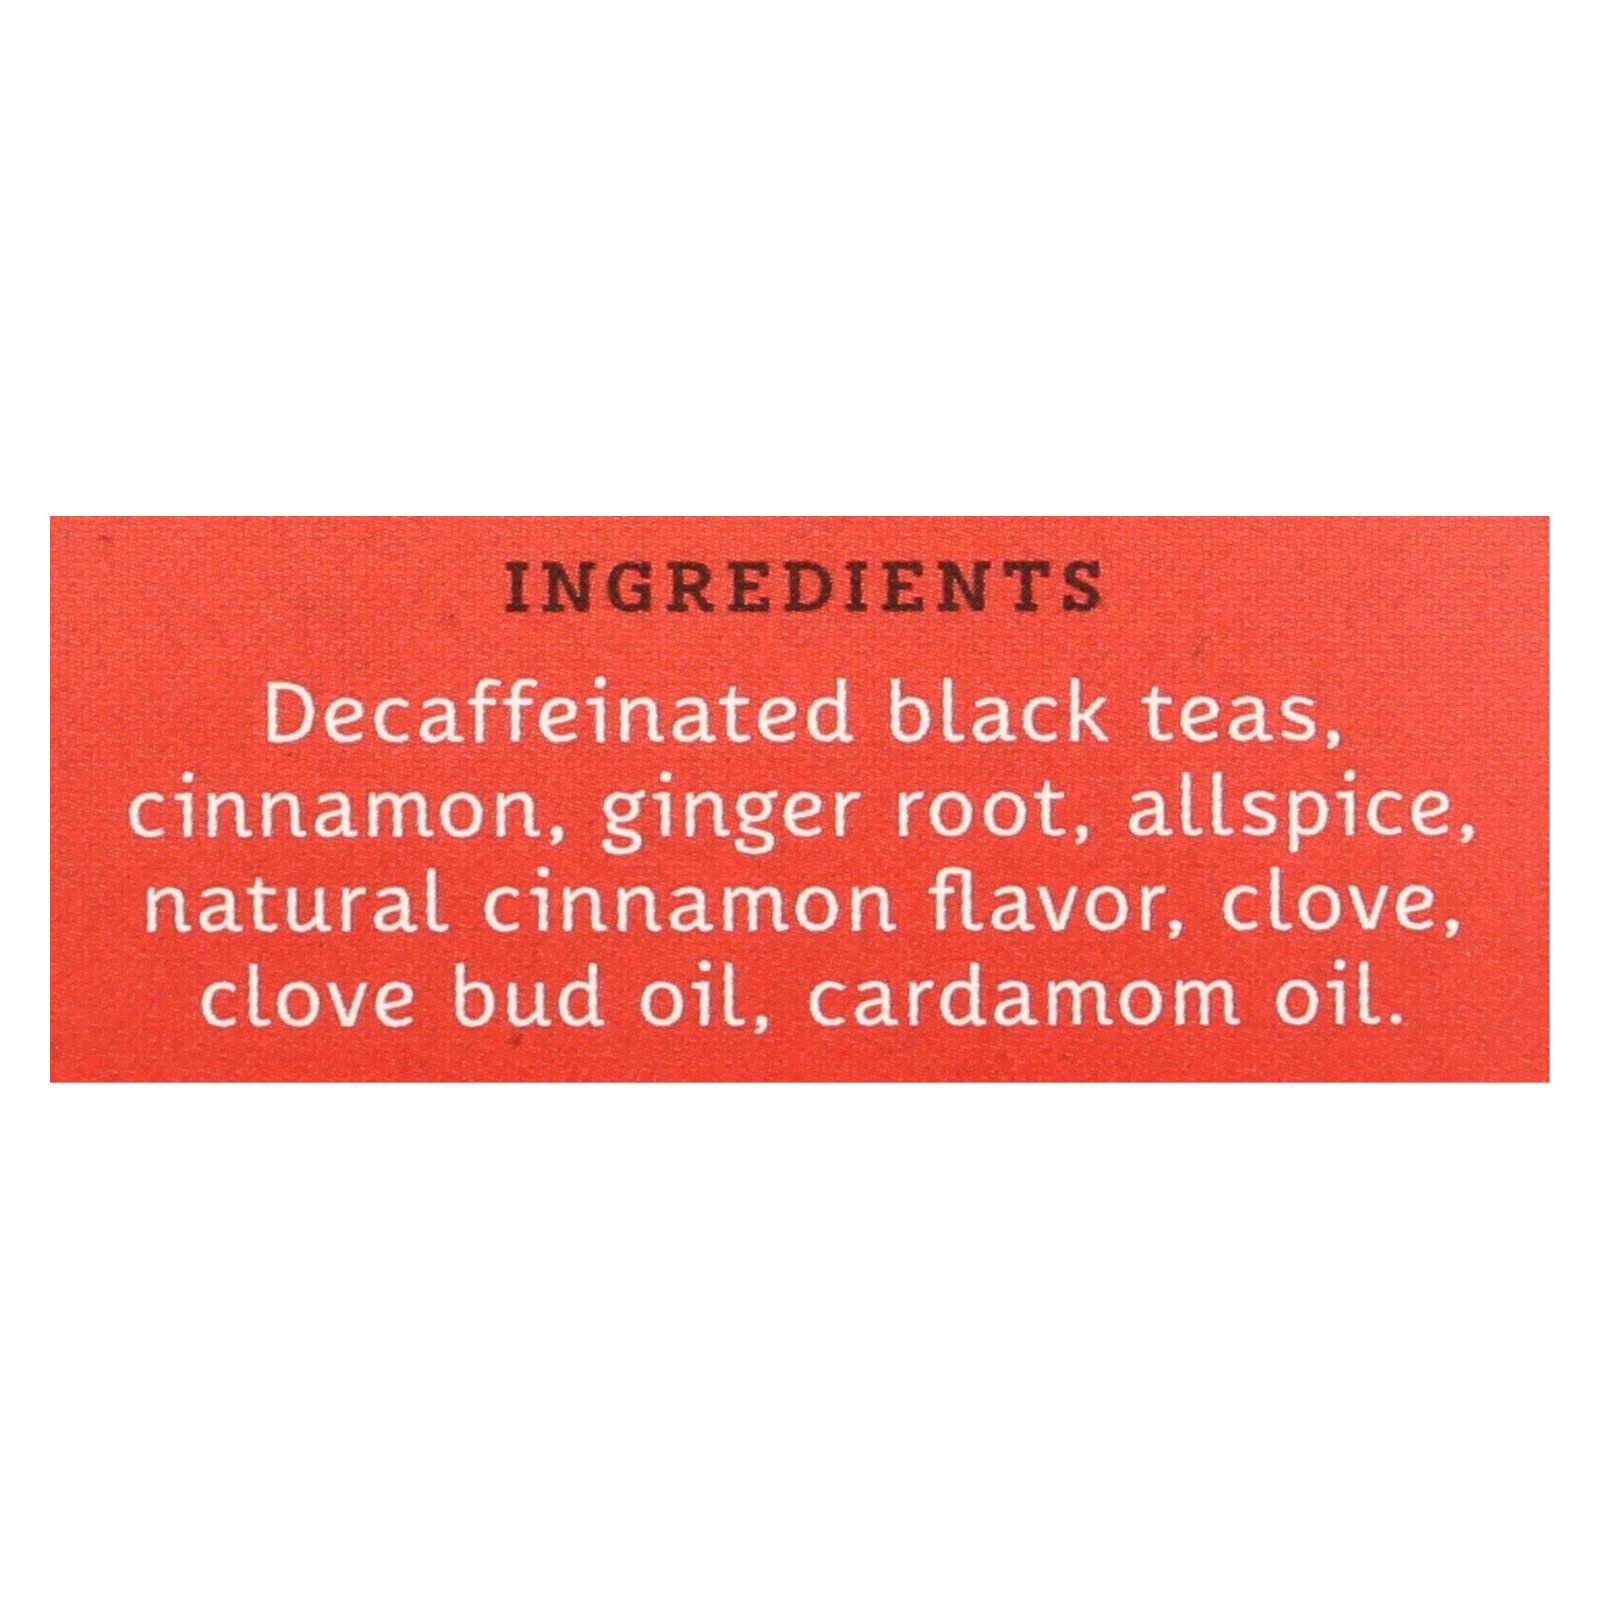 INGREDIENTS
Decaffeinated black teas,
cinnamon, ginger root, allspice,
natural cinnamon flavor, clove,
clove bud oil, cardamom oil.